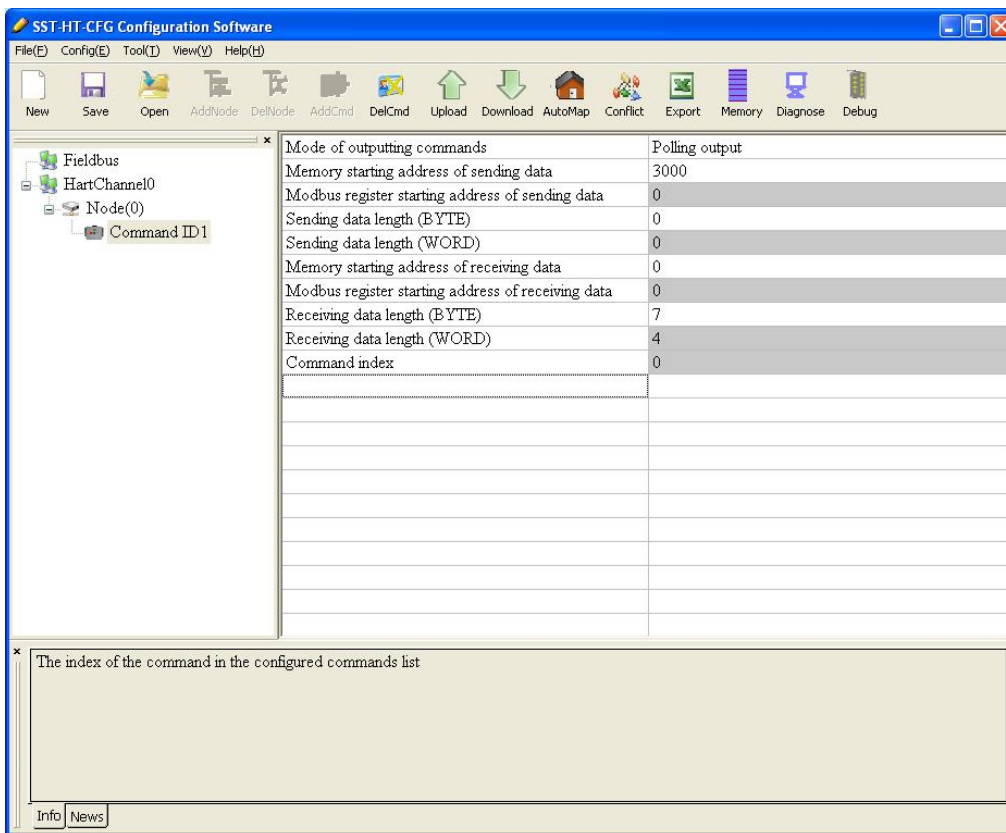 SST-HT-CFG Configuration Software
File(F) Config(E) Tool(T) View(V) Help(H)
New Save Open AddNode DelNode AddCmd DelCmd Upload Download AutoMap Conflict Export Memory Diagnose Debug
Fieldbus
HartChannel0
Node(0)
Command ID1
Mode of outputting commands Polling output
Memory starting address of sending data 3000
Modbus register starting address of sending data 0
Sending data length (BYTE) 0
Sending data length (WORD) 0
Memory starting address of receiving data 0
Modbus register starting address of receiving data 0
Receiving data length (BYTE) 7
Receiving data length (WORD) 4
Command index 0
The index of the command in the configured commands list
Info News